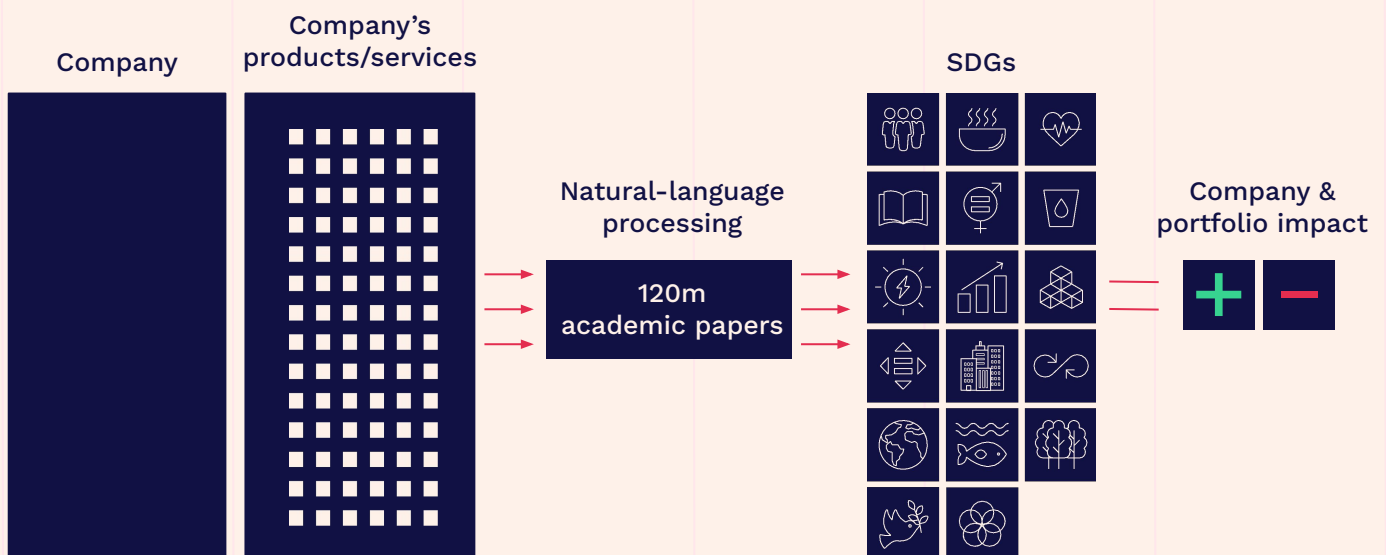 Company
Company’s
products/services
Natural-language
processing
120m
academic papers
SDGs
Company &
portfolio impact